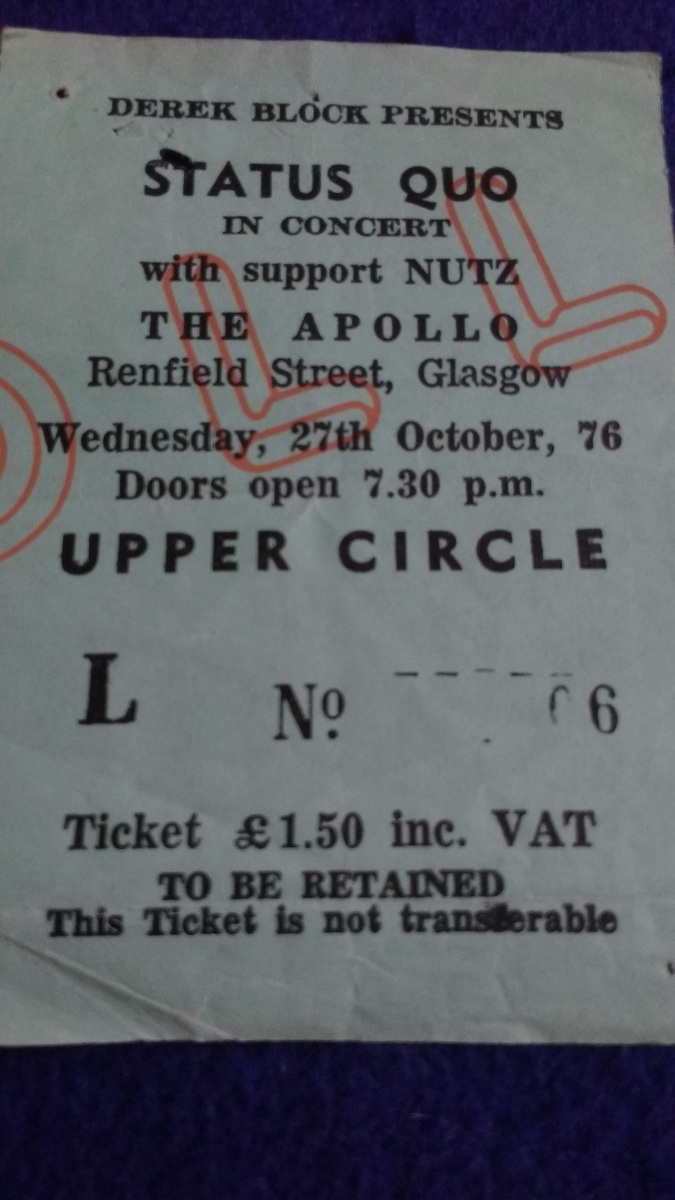 DEREK BLOCK PRESENTS
STATUS QUO
IN CONCERT
with support NUTZ
THE APOLLO
Renfield Street, Glasgow
Wednesday, 27th October, 76
Doors open 7.30 p.m.
UPPER CIRCLE
L Nº 6
Ticket £1.50 inc. VAT
TO BE RETAINED
This Ticket is not transferable